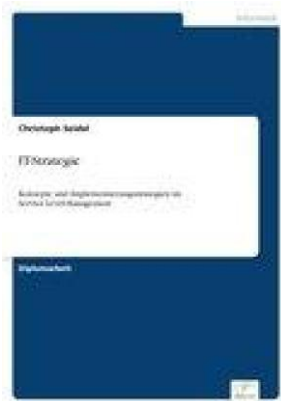 Christoph Seidel
IT-Strategie
Konzepte und Implementierungsstrategien im
Service Level Management
Diplomarbeit